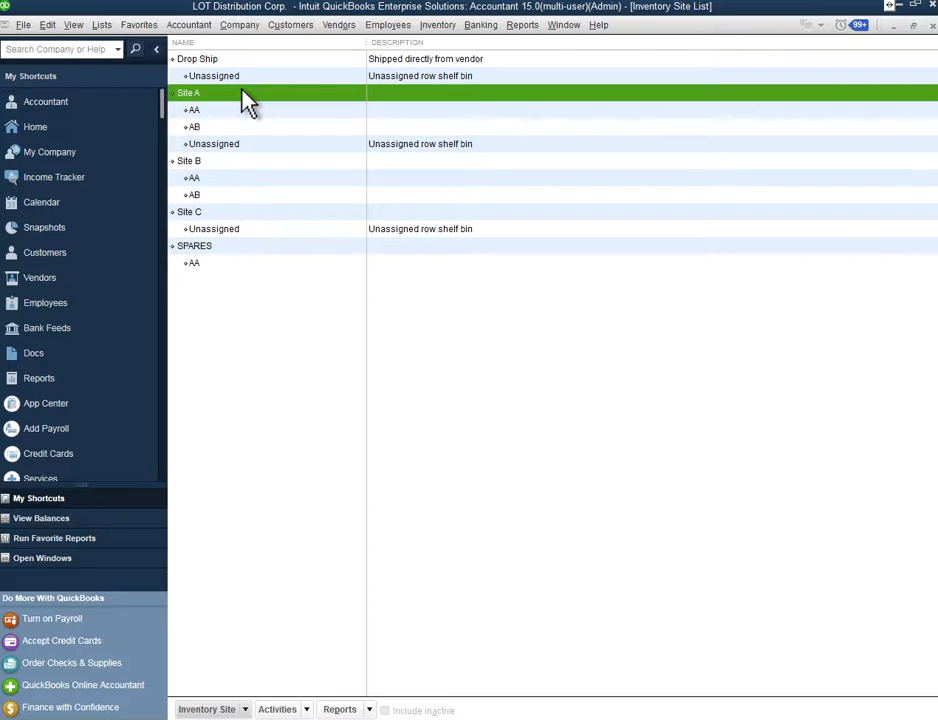 qb LOT Distribution Corp. - Intuit QuickBooks Enterprise Solutions: Accountant 15.0(multi-user)(Admin) - [Inventory Site List]
File Edit View Lists Favorites Accountant Company Customers Vendors Employees Inventory Banking Reports Window Help 99+
Search Company or Help
NAME DESCRIPTION
My Shortcuts
Accountant
Home
My Company
Income Tracker
Calendar
Snapshots
Customers
Vendors
Employees
Bank Feeds
Docs
Reports
App Center
Add Payroll
Credit Cards
Services
My Shortcuts
View Balances
Run Favorite Reports
Open Windows
Do More With QuickBooks
Turn on Payroll
Accept Credit Cards
Order Checks & Supplies
QuickBooks Online Accountant
Finance with Confidence
Drop Ship Shipped directly from vendor
Unassigned Unassigned row shelf bin
Site A
AA
AB
Unassigned Unassigned row shelf bin
Site B
AA
AB
Site C
Unassigned Unassigned row shelf bin
SPARES
AA
Inventory Site Activities Reports Include inactive